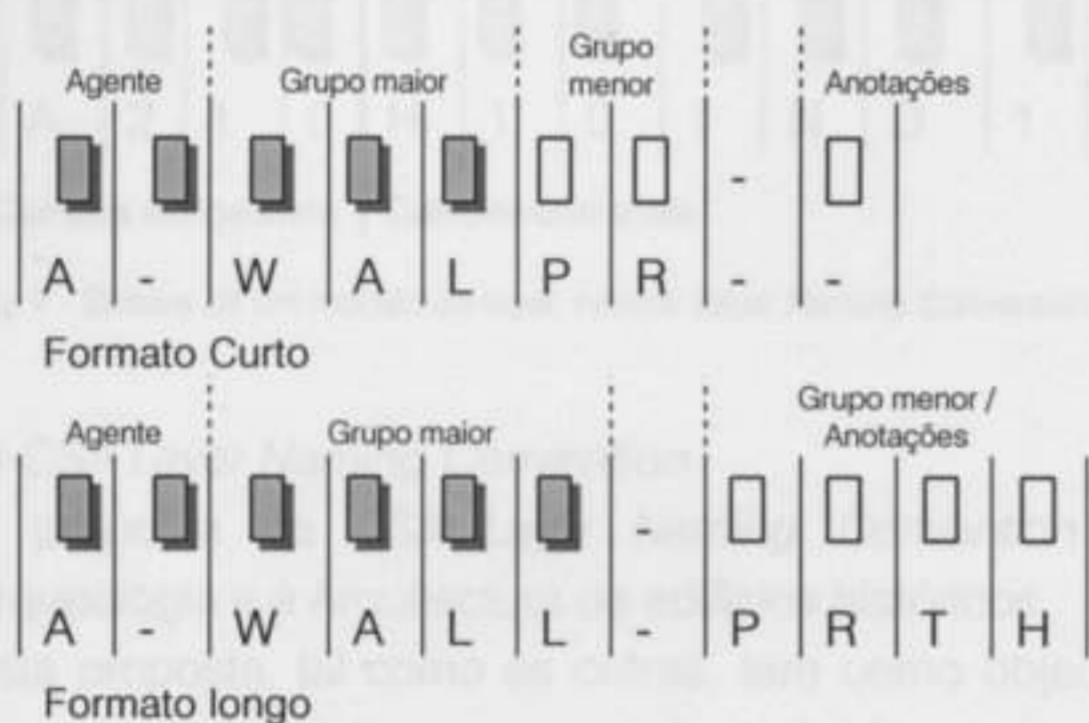 Grupo
Agente Grupo maior menor Anotações
-
A - W A L P R - -
Formato Curto
Grupo menor /
Agente Grupo maior Anotações
A - W A L L - P R T H
Formato longo